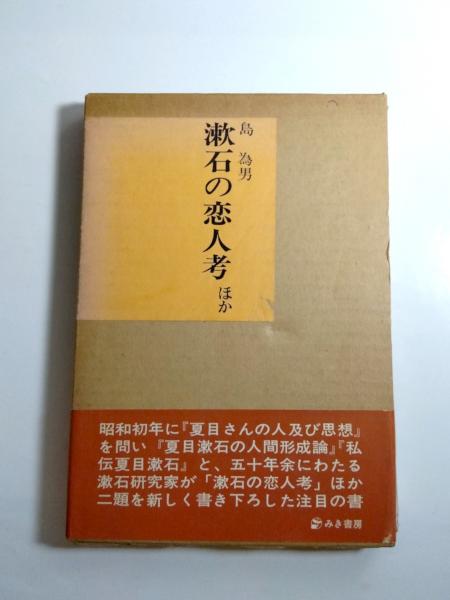 島 為男
漱石の恋人考 ほか
昭和初年に『夏目さんの人及び思想』
を問い『夏目漱石の人間形成論』『私
伝夏目漱石』と、五十年余にわたる
漱石研究家が「漱石の恋人考」ほか
二題を新しく書き下ろした注目の書
みき書房